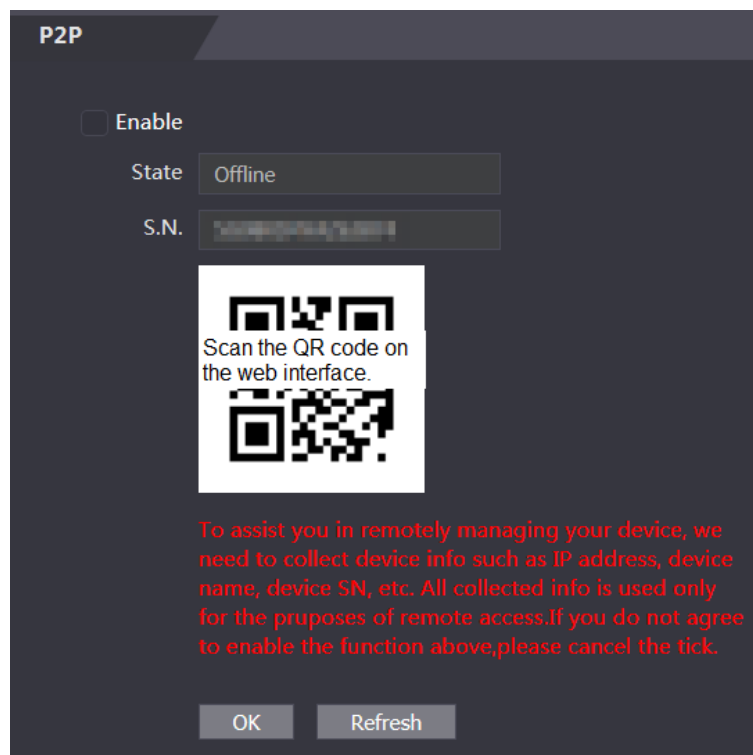 P2P
Enable
State Offline
S.N.
Scan the QR code on
the web interface.
To assist you in remotely managing your device, we
need to collect device info such as IP address, device
name, device SN, etc. All collected info is used only
for the pruposes of remote access.If you do not agree
to enable the function above,please cancel the tick.
OK Refresh